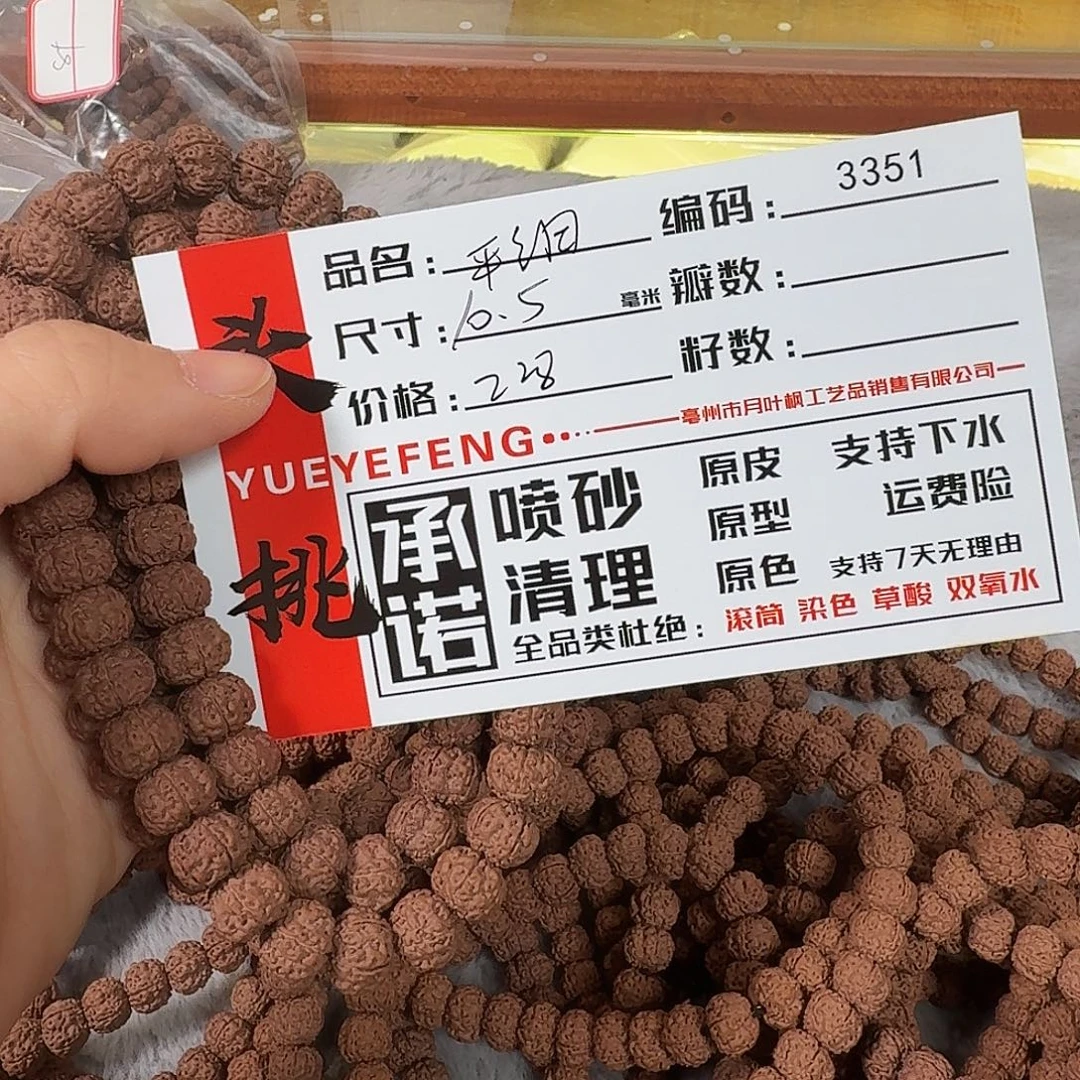 品名：
编码：3351
尺寸：10.5 毫米
瓣数：
价格：228
籽数：
头挑
YUEYEFENG
亳州市月叶枫工艺品销售有限公司
承诺
喷砂
清理
原皮
原型
原色
支持下水
运费险
支持7天无理由
全品类杜绝：滚筒 染色 草酸 双氧水